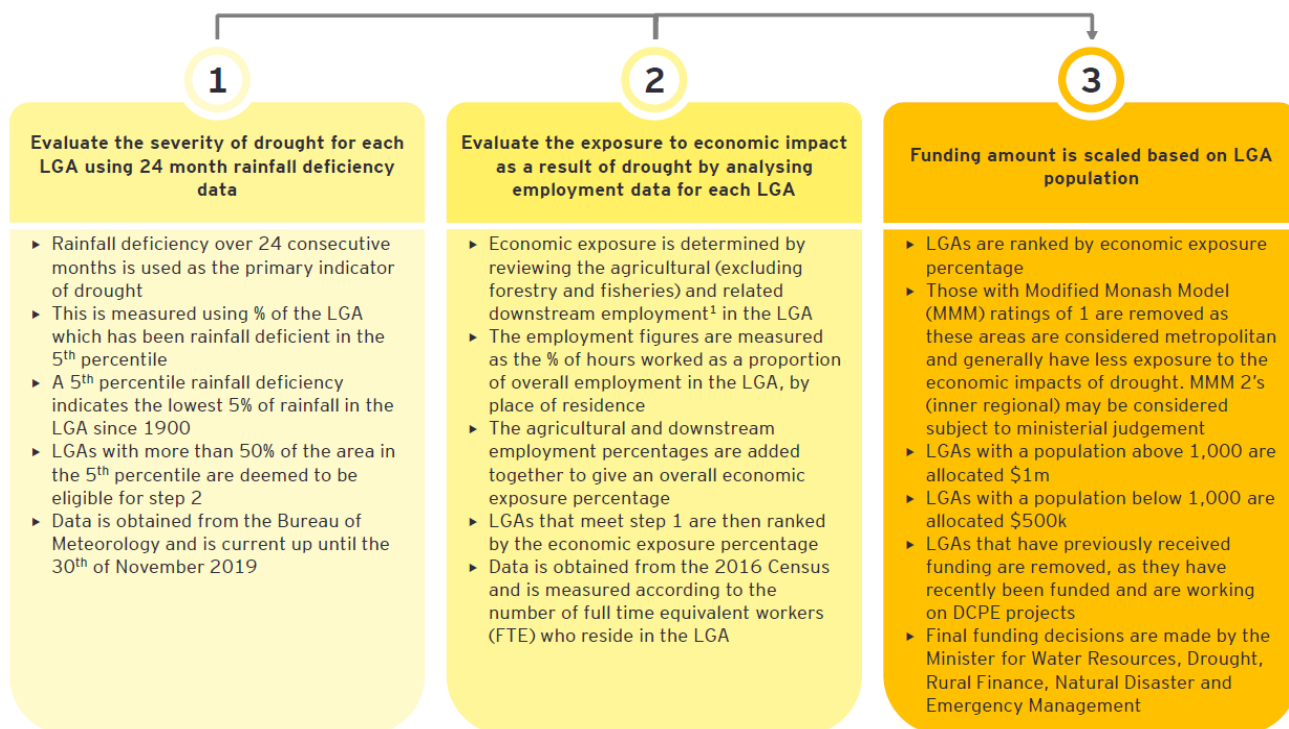 1
Evaluate the severity of drought for each
LGA using 24 month rainfall deficiency
data
▸ Rainfall deficiency over 24 consecutive
months is used as the primary indicator
of drought
▸ This is measured using % of the LGA
which has been rainfall deficient in the
5th percentile
▸ A 5th percentile rainfall deficiency
indicates the lowest 5% of rainfall in the
LGA since 1900
▸ LGAs with more than 50% of the area in
the 5th percentile are deemed to be
eligible for step 2
▸ Data is obtained from the Bureau of
Meteorology and is current up until the
30th of November 2019
2
Evaluate the exposure to economic impact
as a result of drought by analysing
employment data for each LGA
▸ Economic exposure is determined by
reviewing the agricultural (excluding
forestry and fisheries) and related
downstream employment¹ in the LGA
▸ The employment figures are measured
as the % of hours worked as a proportion
of overall employment in the LGA, by
place of residence
▸ The agricultural and downstream
employment percentages are added
together to give an overall economic
exposure percentage
▸ LGAs that meet step 1 are then ranked
by the economic exposure percentage
▸ Data is obtained from the 2016 Census
and is measured according to the
number of full time equivalent workers
(FTE) who reside in the LGA
3
Funding amount is scaled based on LGA
population
▸ LGAs are ranked by economic exposure
percentage
▸ Those with Modified Monash Model
(MMM) ratings of 1 are removed as
these areas are considered metropolitan
and generally have less exposure to the
economic impacts of drought. MMM 2's
(inner regional) may be considered
subject to ministerial judgement
▸ LGAs with a population above 1,000 are
allocated $1m
▸ LGAs with a population below 1,000 are
allocated $500k
▸ LGAs that have previously received
funding are removed, as they have
recently been funded and are working
on DCPE projects
▸ Final funding decisions are made by the
Minister for Water Resources, Drought,
Rural Finance, Natural Disaster and
Emergency Management